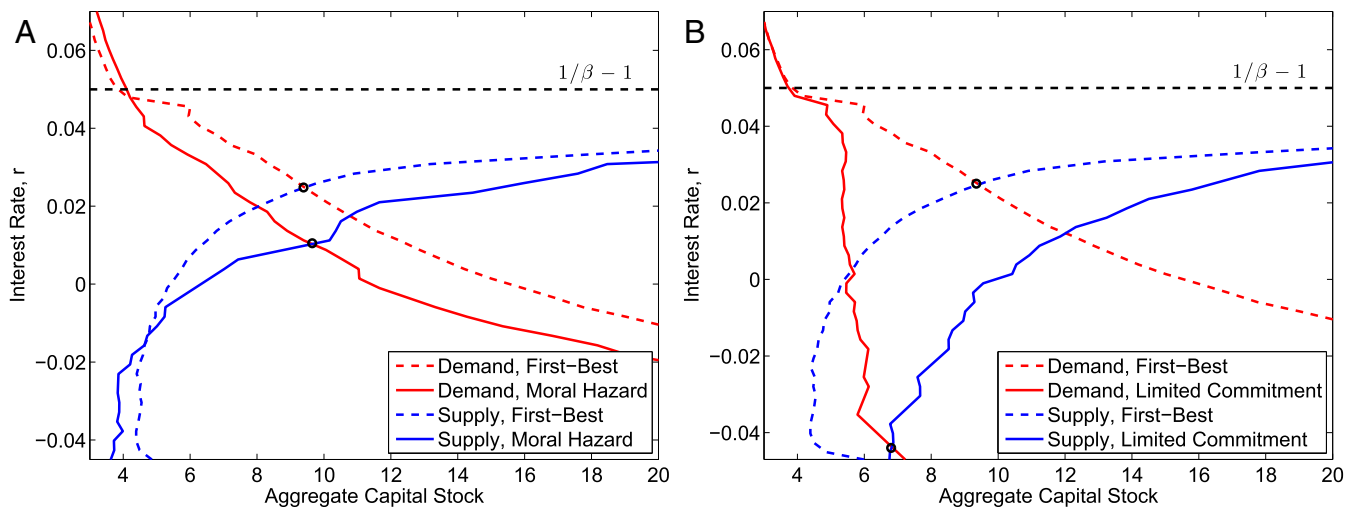 A
0.06
0.04
0.02
0
−0.02
−0.04
Interest Rate, r
1/β − 1
Demand, First−Best
Demand, Moral Hazard
Supply, First−Best
Supply, Moral Hazard
4 6 8 10 12 14 16 18 20
Aggregate Capital Stock
B
0.06
0.04
0.02
0
−0.02
−0.04
Interest Rate, r
1/β − 1
Demand, First−Best
Demand, Limited Commitment
Supply, First−Best
Supply, Limited Commitment
4 6 8 10 12 14 16 18 20
Aggregate Capital Stock